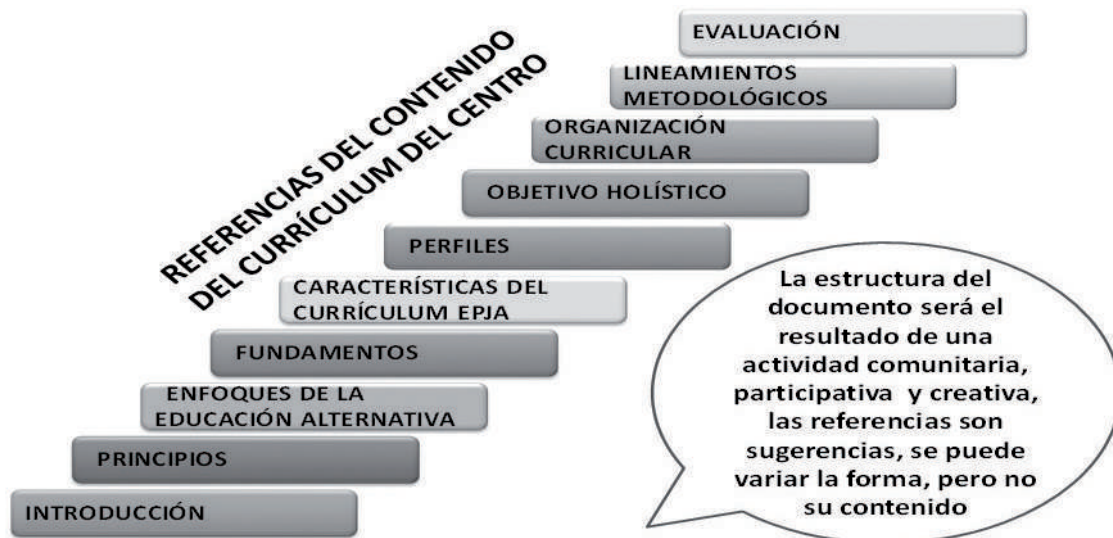 REFERENCIAS DEL CONTENIDO
DEL CURRÍCULUM DEL CENTRO
EVALUACIÓN
LINEAMIENTOS
METODOLÓGICOS
ORGANIZACIÓN
CURRICULAR
OBJETIVO HOLÍSTICO
PERFILES
CARACTERÍSTICAS DEL
CURRÍCULUM EPJA
FUNDAMENTOS
ENFOQUES DE LA
EDUCACIÓN ALTERNATIVA
PRINCIPIOS
INTRODUCCIÓN
La estructura del
documento será el
resultado de una
actividad comunitaria,
participativa y creativa,
las referencias son
sugerencias, se puede
variar la forma, pero no
su contenido